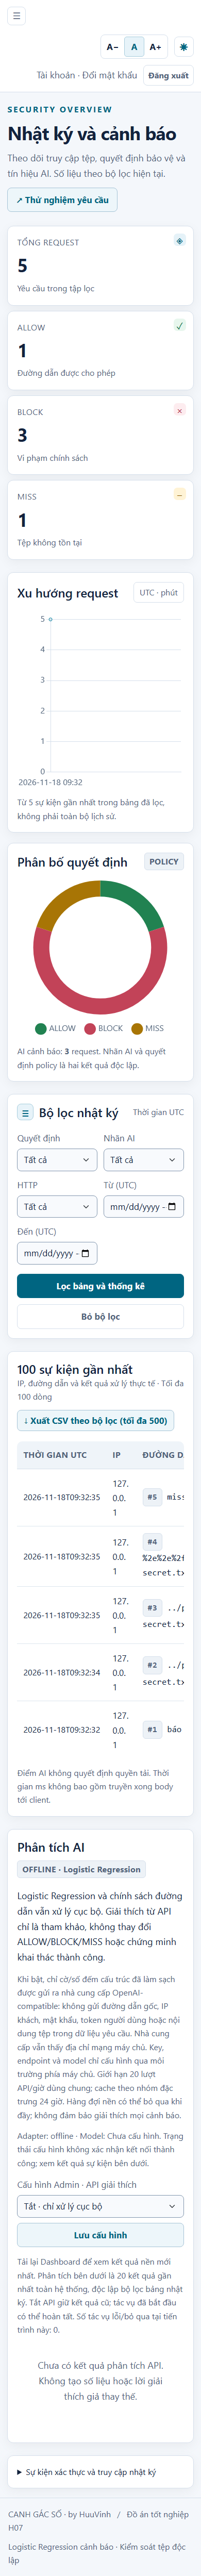 A− A A+
Tài khoản · Đổi mật khẩu Đăng xuất
SECURITY OVERVIEW
Nhật ký và cảnh báo
Theo dõi truy cập tệp, quyết định bảo vệ và
tín hiệu AI. Số liệu theo bộ lọc hiện tại.
↗ Thử nghiệm yêu cầu
TỔNG REQUEST
5
Yêu cầu trong tập lọc
ALLOW
1
Đường dẫn được cho phép
BLOCK
3
Vi phạm chính sách
MISS
1
Tệp không tồn tại
Xu hướng request UTC · phút
5
4
3
2
1
0
2026-11-18 09:32
Từ 5 sự kiện gần nhất trong bảng đã lọc,
không phải toàn bộ lịch sử.
Phân bố quyết định POLICY
ALLOW BLOCK MISS
AI cảnh báo: 3 request. Nhãn AI và quyết
định policy là hai kết quả độc lập.
Bộ lọc nhật ký Thời gian UTC
Quyết định Nhãn AI
Tất cả Tất cả
HTTP Từ (UTC)
Tất cả mm/dd/yyyy -
Đến (UTC)
mm/dd/yyyy -
Lọc bảng và thống kê
Bỏ bộ lọc
100 sự kiện gần nhất
IP, đường dẫn và kết quả xử lý thực tế · Tối đa
100 dòng
↓ Xuất CSV theo bộ lọc (tối đa 500)
THỜI GIAN UTC IP ĐƯỜNG D
2026-11-18T09:32:35 127.0.0.1 #5 miss
2026-11-18T09:32:35 127.0.0.1 #4 %2e%2e%2f secret.tx
2026-11-18T09:32:35 127.0.0.1 #3 ../p secret.tx
2026-11-18T09:32:34 127.0.0.1 #2 ../p secret.tx
2026-11-18T09:32:32 127.0.0.1 #1 báo
Điểm AI không quyết định quyền tải. Thời
gian ms không bao gồm truyền xong body
tới client.
Phân tích AI
OFFLINE · Logistic Regression
Logistic Regression và chính sách đường
dẫn vẫn xử lý cục bộ. Giải thích từ API
chỉ là tham khảo, không thay đổi
ALLOW/BLOCK/MISS hoặc chứng minh
khai thác thành công.
Khi bật, chỉ cờ/số đếm cấu trúc đã làm sạch
được gửi ra nhà cung cấp OpenAI-
compatible: không gửi đường dẫn gốc, IP
khách, mật khẩu, token người dùng hoặc nội
dung tệp trong dữ liệu yêu cầu. Nhà cung
cấp vẫn thấy địa chỉ mạng máy chủ. Key,
endpoint và model chỉ cấu hình qua môi
trường phía máy chủ. Giới hạn 20 lượt
API/giờ dùng chung; cache theo nhóm đặc
trưng 24 giờ. Hàng đợi nền có thể bỏ qua khi
đầy; không đảm bảo giải thích mọi cảnh báo.
Adapter: offline · Model: Chưa cấu hình. Trạng
thái cấu hình không xác nhận kết nối thành
công; xem kết quả sự kiện bên dưới.
Cấu hình Admin · API giải thích
Tắt · chỉ xử lý cục bộ
Lưu cấu hình
Tải lại Dashboard để xem kết quả nền mới
nhất. Phân tích bên dưới là 20 kết quả gần
nhất toàn hệ thống, độc lập bộ lọc bảng nhật
ký. Tắt API giữ kết quả cũ; tác vụ đã bắt đầu
có thể hoàn tất. Số tác vụ lỗi/bỏ qua tại tiến
trình này: 0.
Chưa có kết quả phân tích API.
Không tạo số liệu hoặc lời giải
thích giả thay thế.
▶ Sự kiện xác thực và truy cập nhật ký
CANH GÁC SỐ · by HuuVinh / Đồ án tốt nghiệp
H07
Logistic Regression cảnh báo · Kiểm soát tệp độc
lập